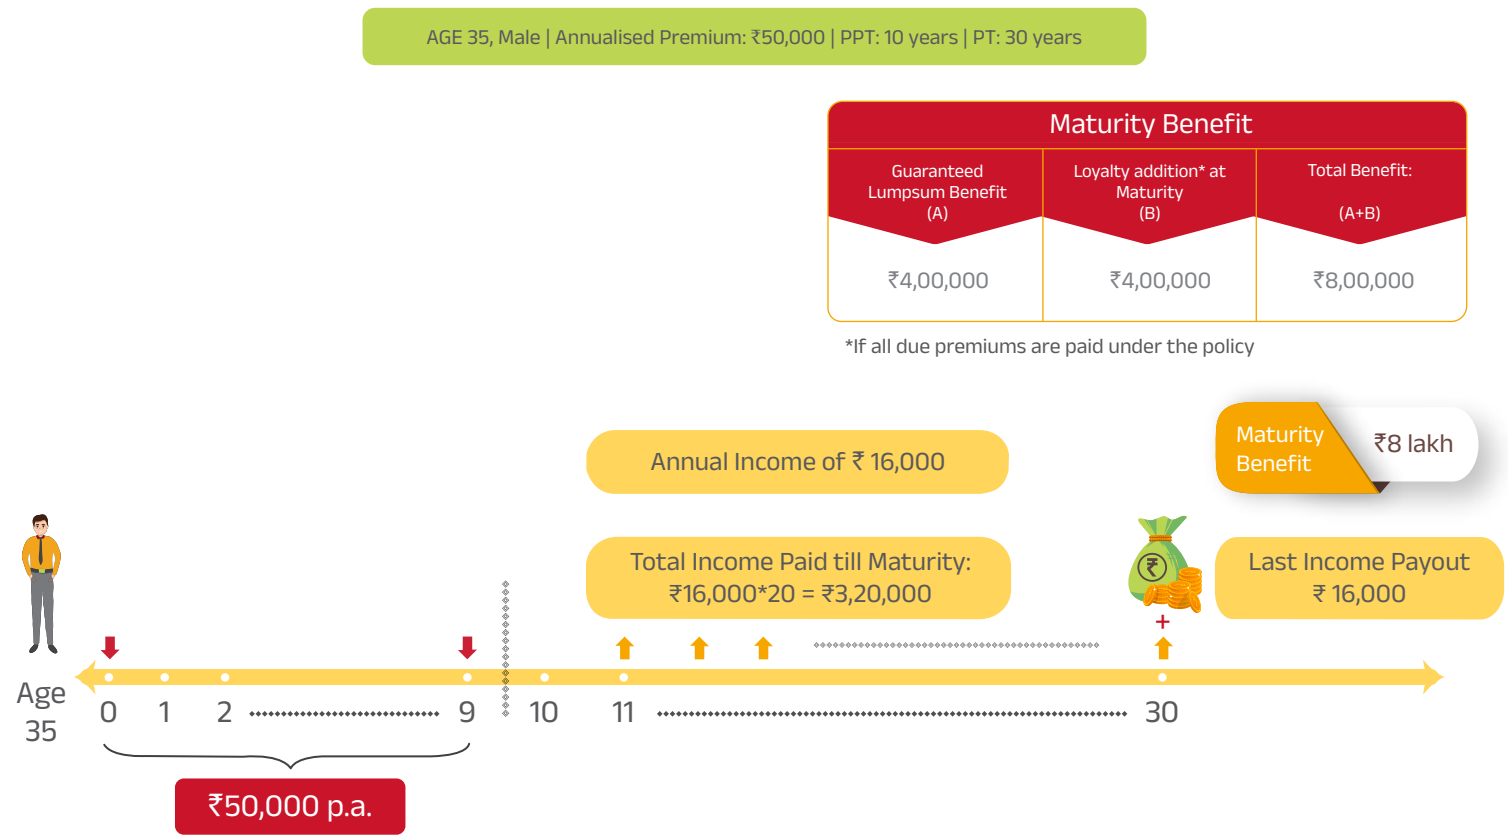 AGE 35, Male | Annualised Premium: ₹50,000 | PPT: 10 years | PT: 30 years
Maturity Benefit
Guaranteed
Lumpsum Benefit
(A)
Loyalty addition* at
Maturity
(B)
Total Benefit:
(A+B)
₹4,00,000
₹4,00,000
₹8,00,000
*If all due premiums are paid under the policy
Annual Income of ₹ 16,000
Maturity
Benefit
₹8 lakh
Total Income Paid till Maturity:
₹16,000*20 = ₹3,20,000
₹
Last Income Payout
₹ 16,000
+
Age
35
0 1 2 9 10 11 30
₹50,000 p.a.